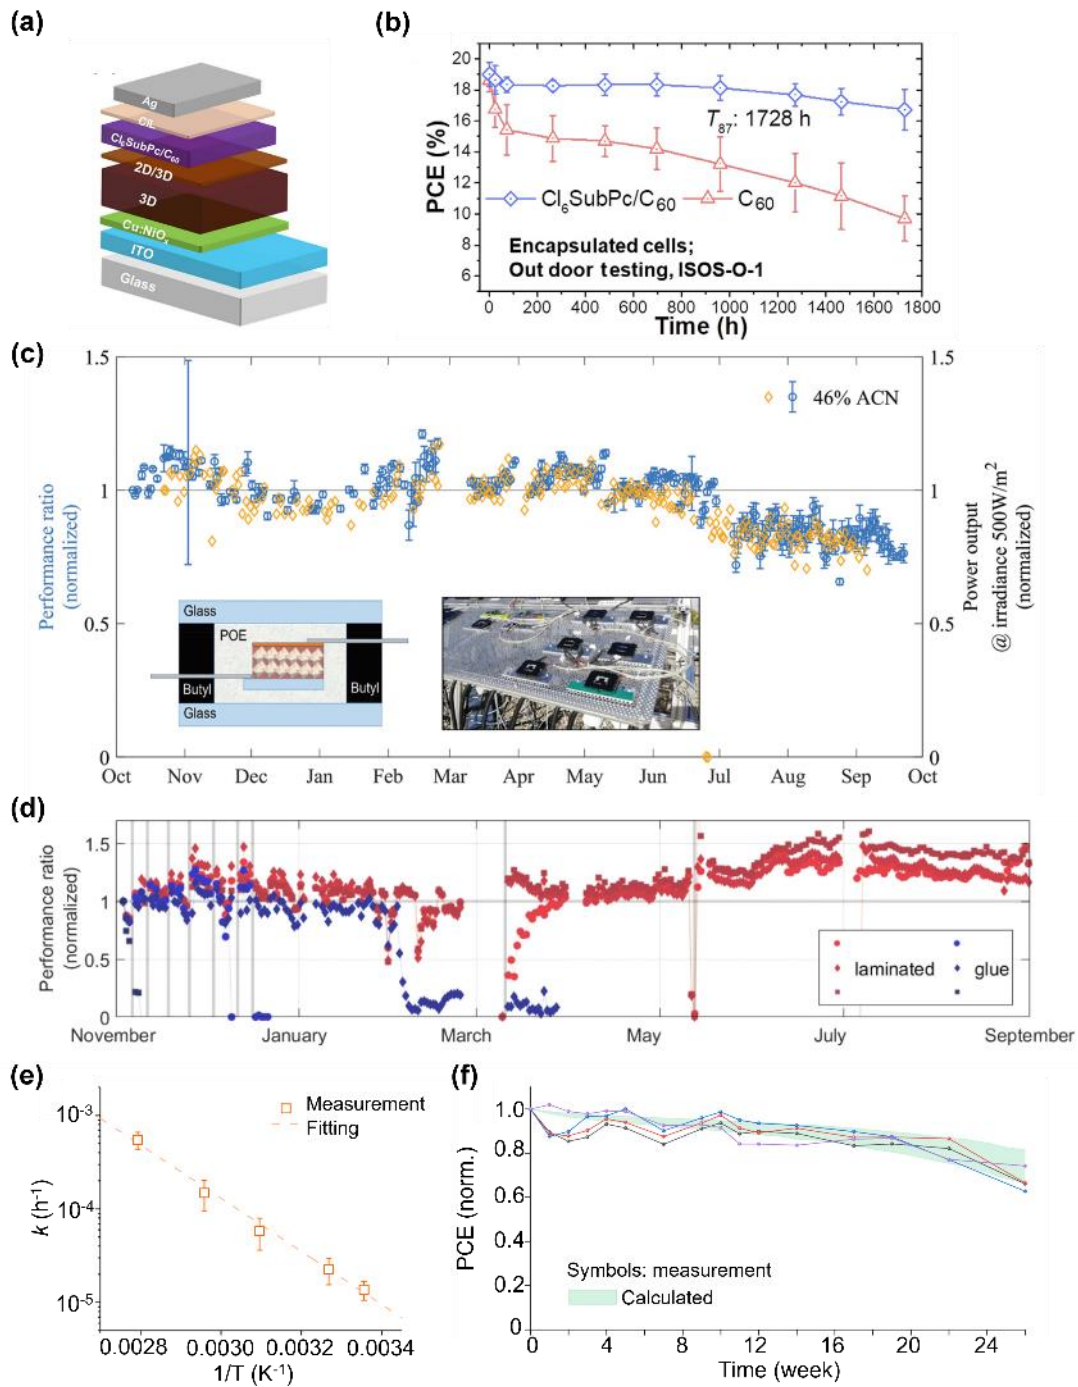 (a)
Ag
CIL
Cl₆SubPc/C₆₀
2D/3D
3D
Cu:NiOₓ
ITO
Glass
(b)
20
18
16
14
12
10
8
6
PCE (%)
T₈₇: 1728 h
Cl₆SubPc/C₆₀
C₆₀
Encapsulated cells;
Out door testing, ISOS-O-1
0 200 400 600 800 1000 1200 1400 1600 1800
Time (h)
(c)
1.5
1
0.5
0
Performance ratio
(normalized)
46% ACN
1.5
1
0.5
0
Power output
@ irradiance 500W/m²
(normalized)
Glass
POE
Butyl
Butyl
Glass
Oct Nov Dec Jan Feb Mar Apr May Jun Jul Aug Sep Oct
(d)
1.5
1
0.5
0
Performance ratio
(normalized)
laminated
glue
November January March May July September
(e)
10⁻³
10⁻⁴
10⁻⁵
k (h⁻¹)
Measurement
Fitting
0.0028 0.0030 0.0032 0.0034
1/T (K⁻¹)
(f)
1.0
0.8
0.6
0.4
0.2
0
PCE (norm.)
Symbols: measurement
Calculated
0 4 8 12 16 20 24
Time (week)